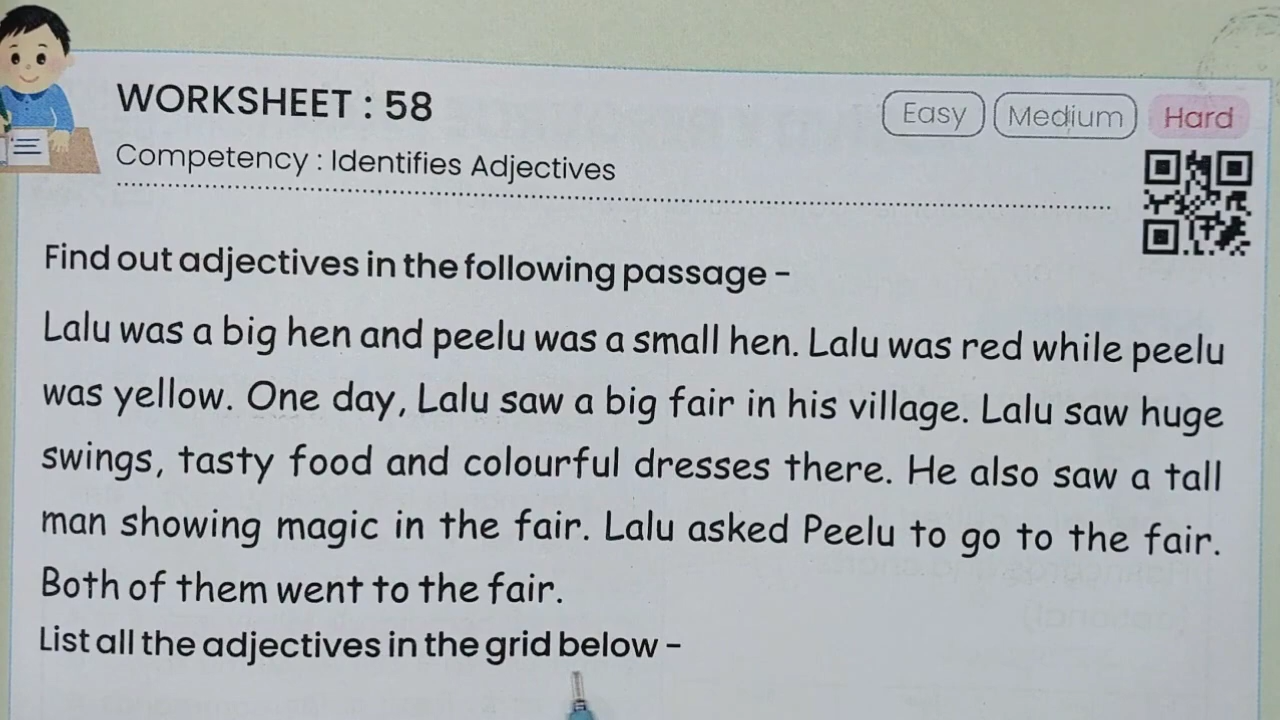 WORKSHEET : 58
Easy Medium Hard
Competency : Identifies Adjectives
Find out adjectives in the following passage -
Lalu was a big hen and peelu was a small hen. Lalu was red while peelu
was yellow. One day, Lalu saw a big fair in his village. Lalu saw huge
swings, tasty food and colourful dresses there. He also saw a tall
man showing magic in the fair. Lalu asked Peelu to go to the fair.
Both of them went to the fair.
List all the adjectives in the grid below -